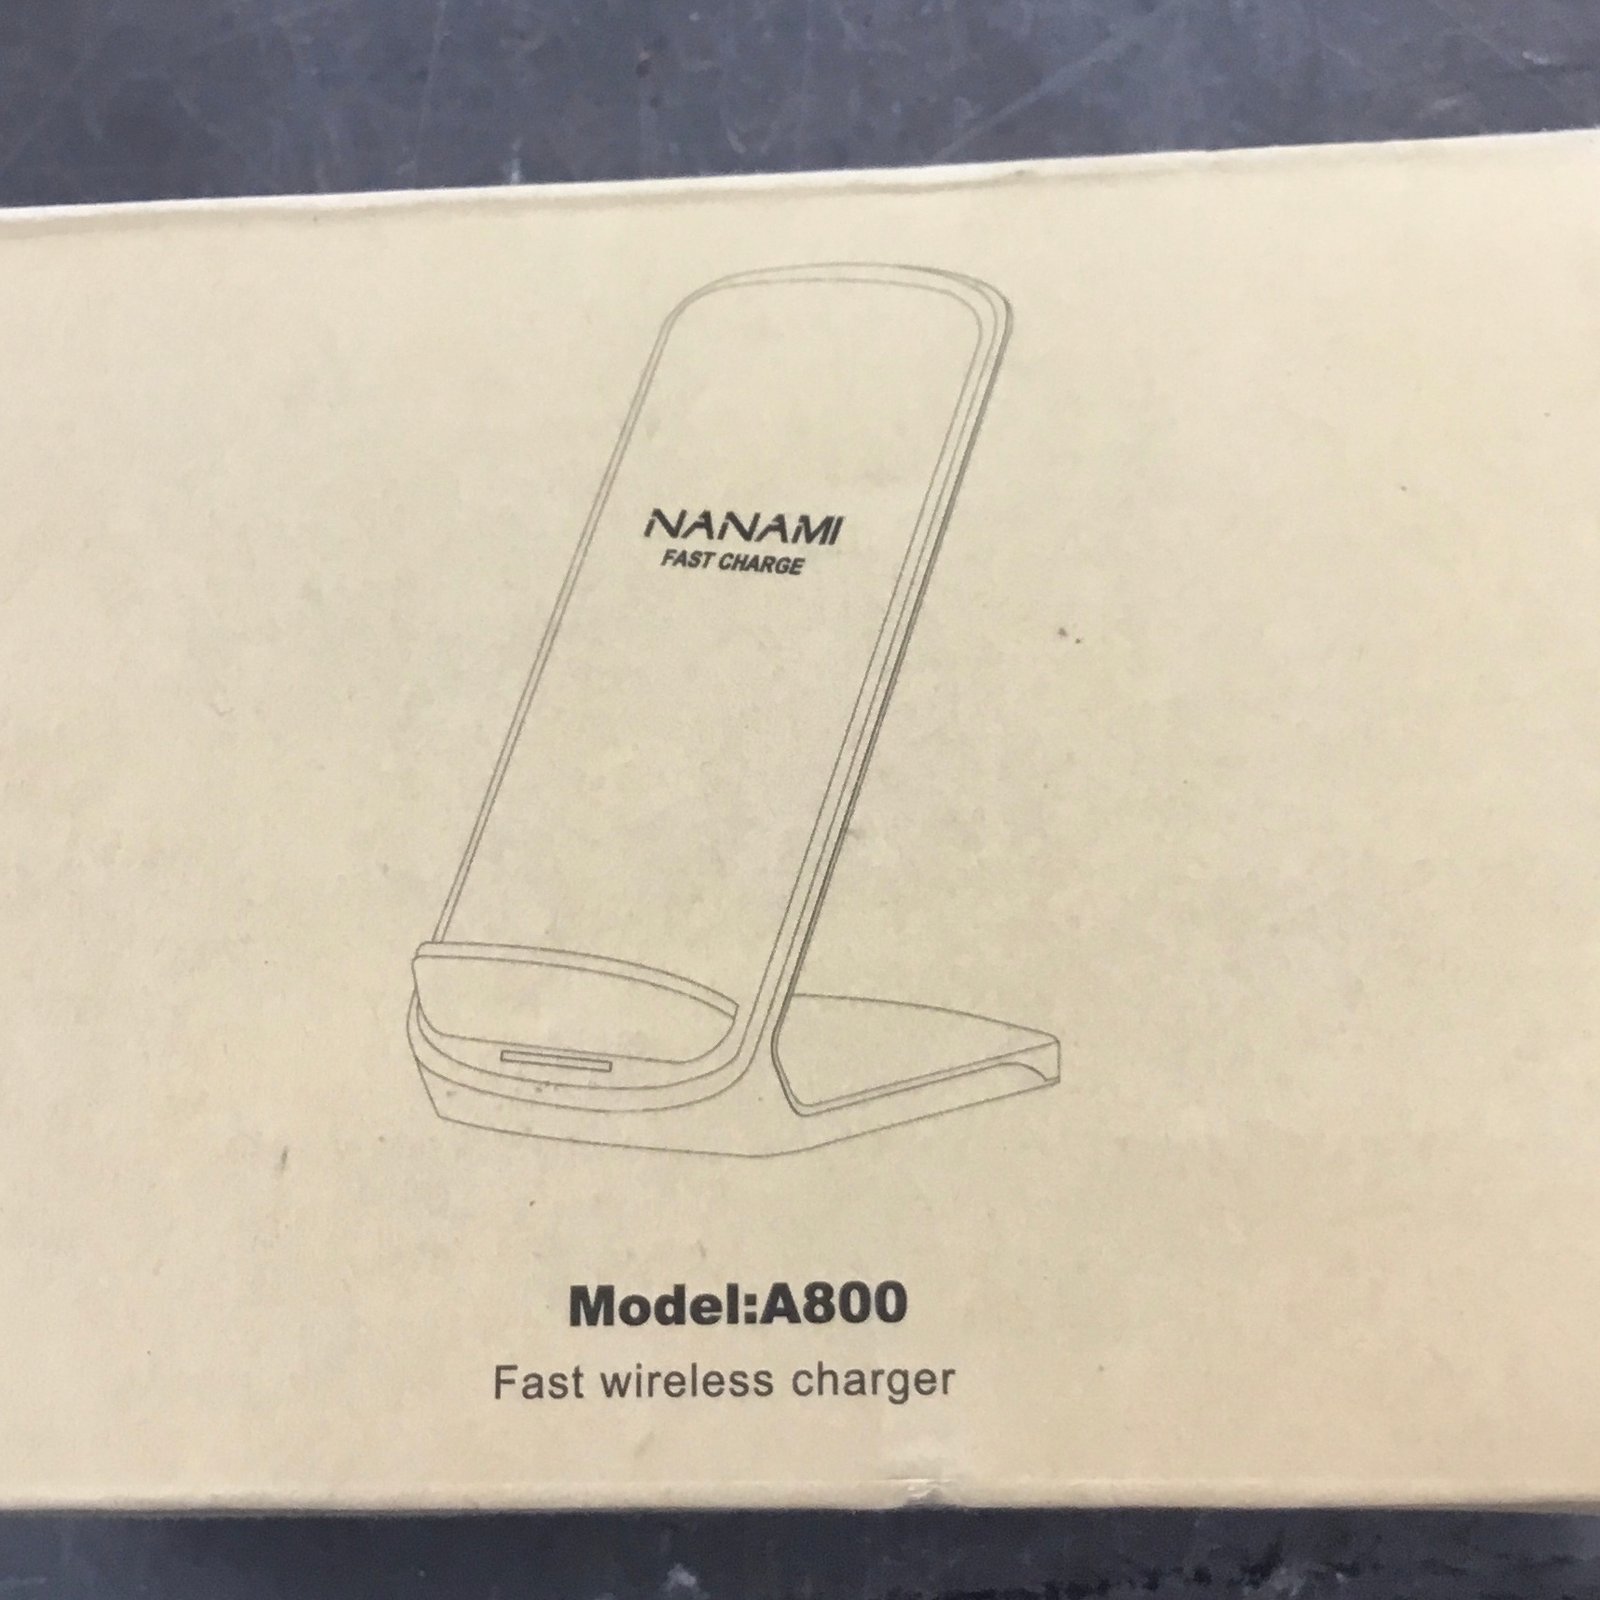 NANAMI
FAST CHARGE
Model:A800
Fast wireless charger